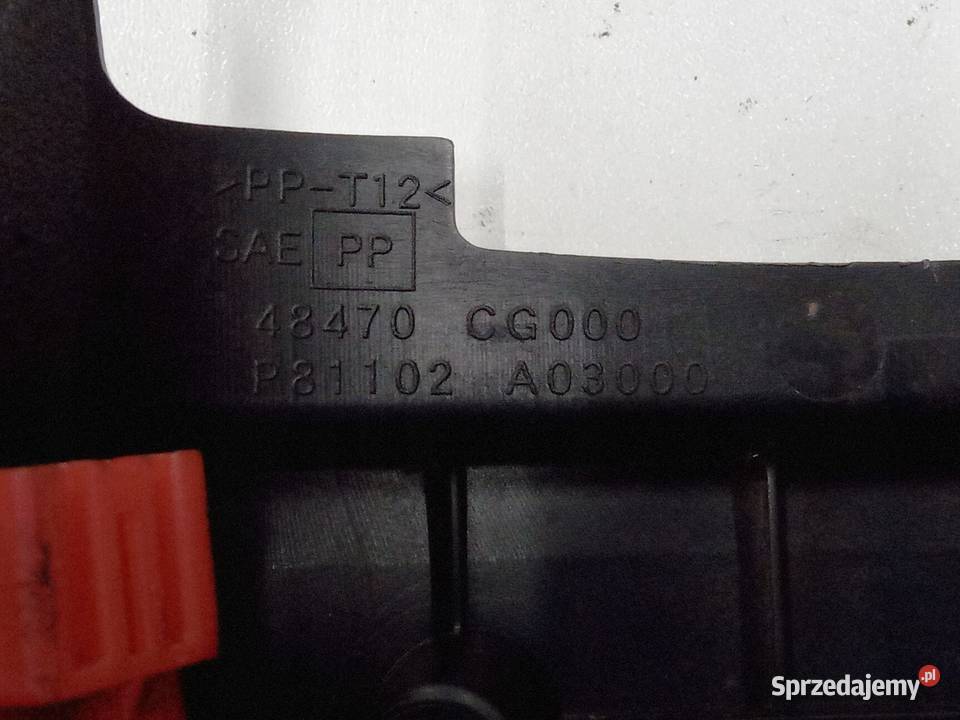 >PP-T12<
SAE PP
48470 CG000
P81102 A03000
Sprzedajemy.pl